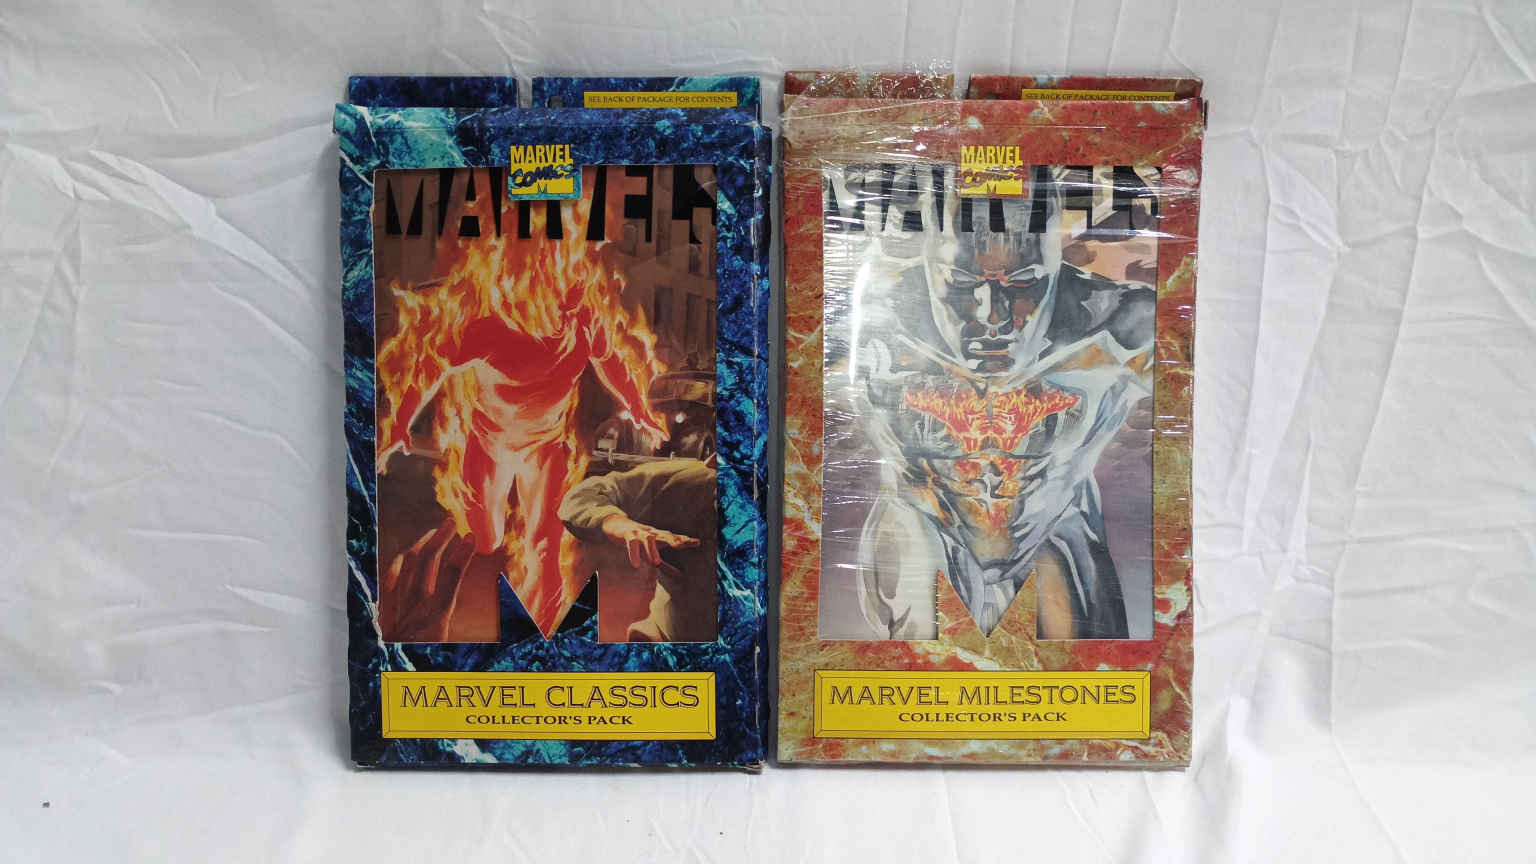 SEE BACK OF PACKAGE FOR CONTENTS
MARVEL
COMICS
MARVELS
MARVEL CLASSICS
COLLECTOR'S PACK
SEE BACK OF PACKAGE FOR CONTENTS
MARVEL
COMICS
MARVELS
MARVEL MILESTONES
COLLECTOR'S PACK